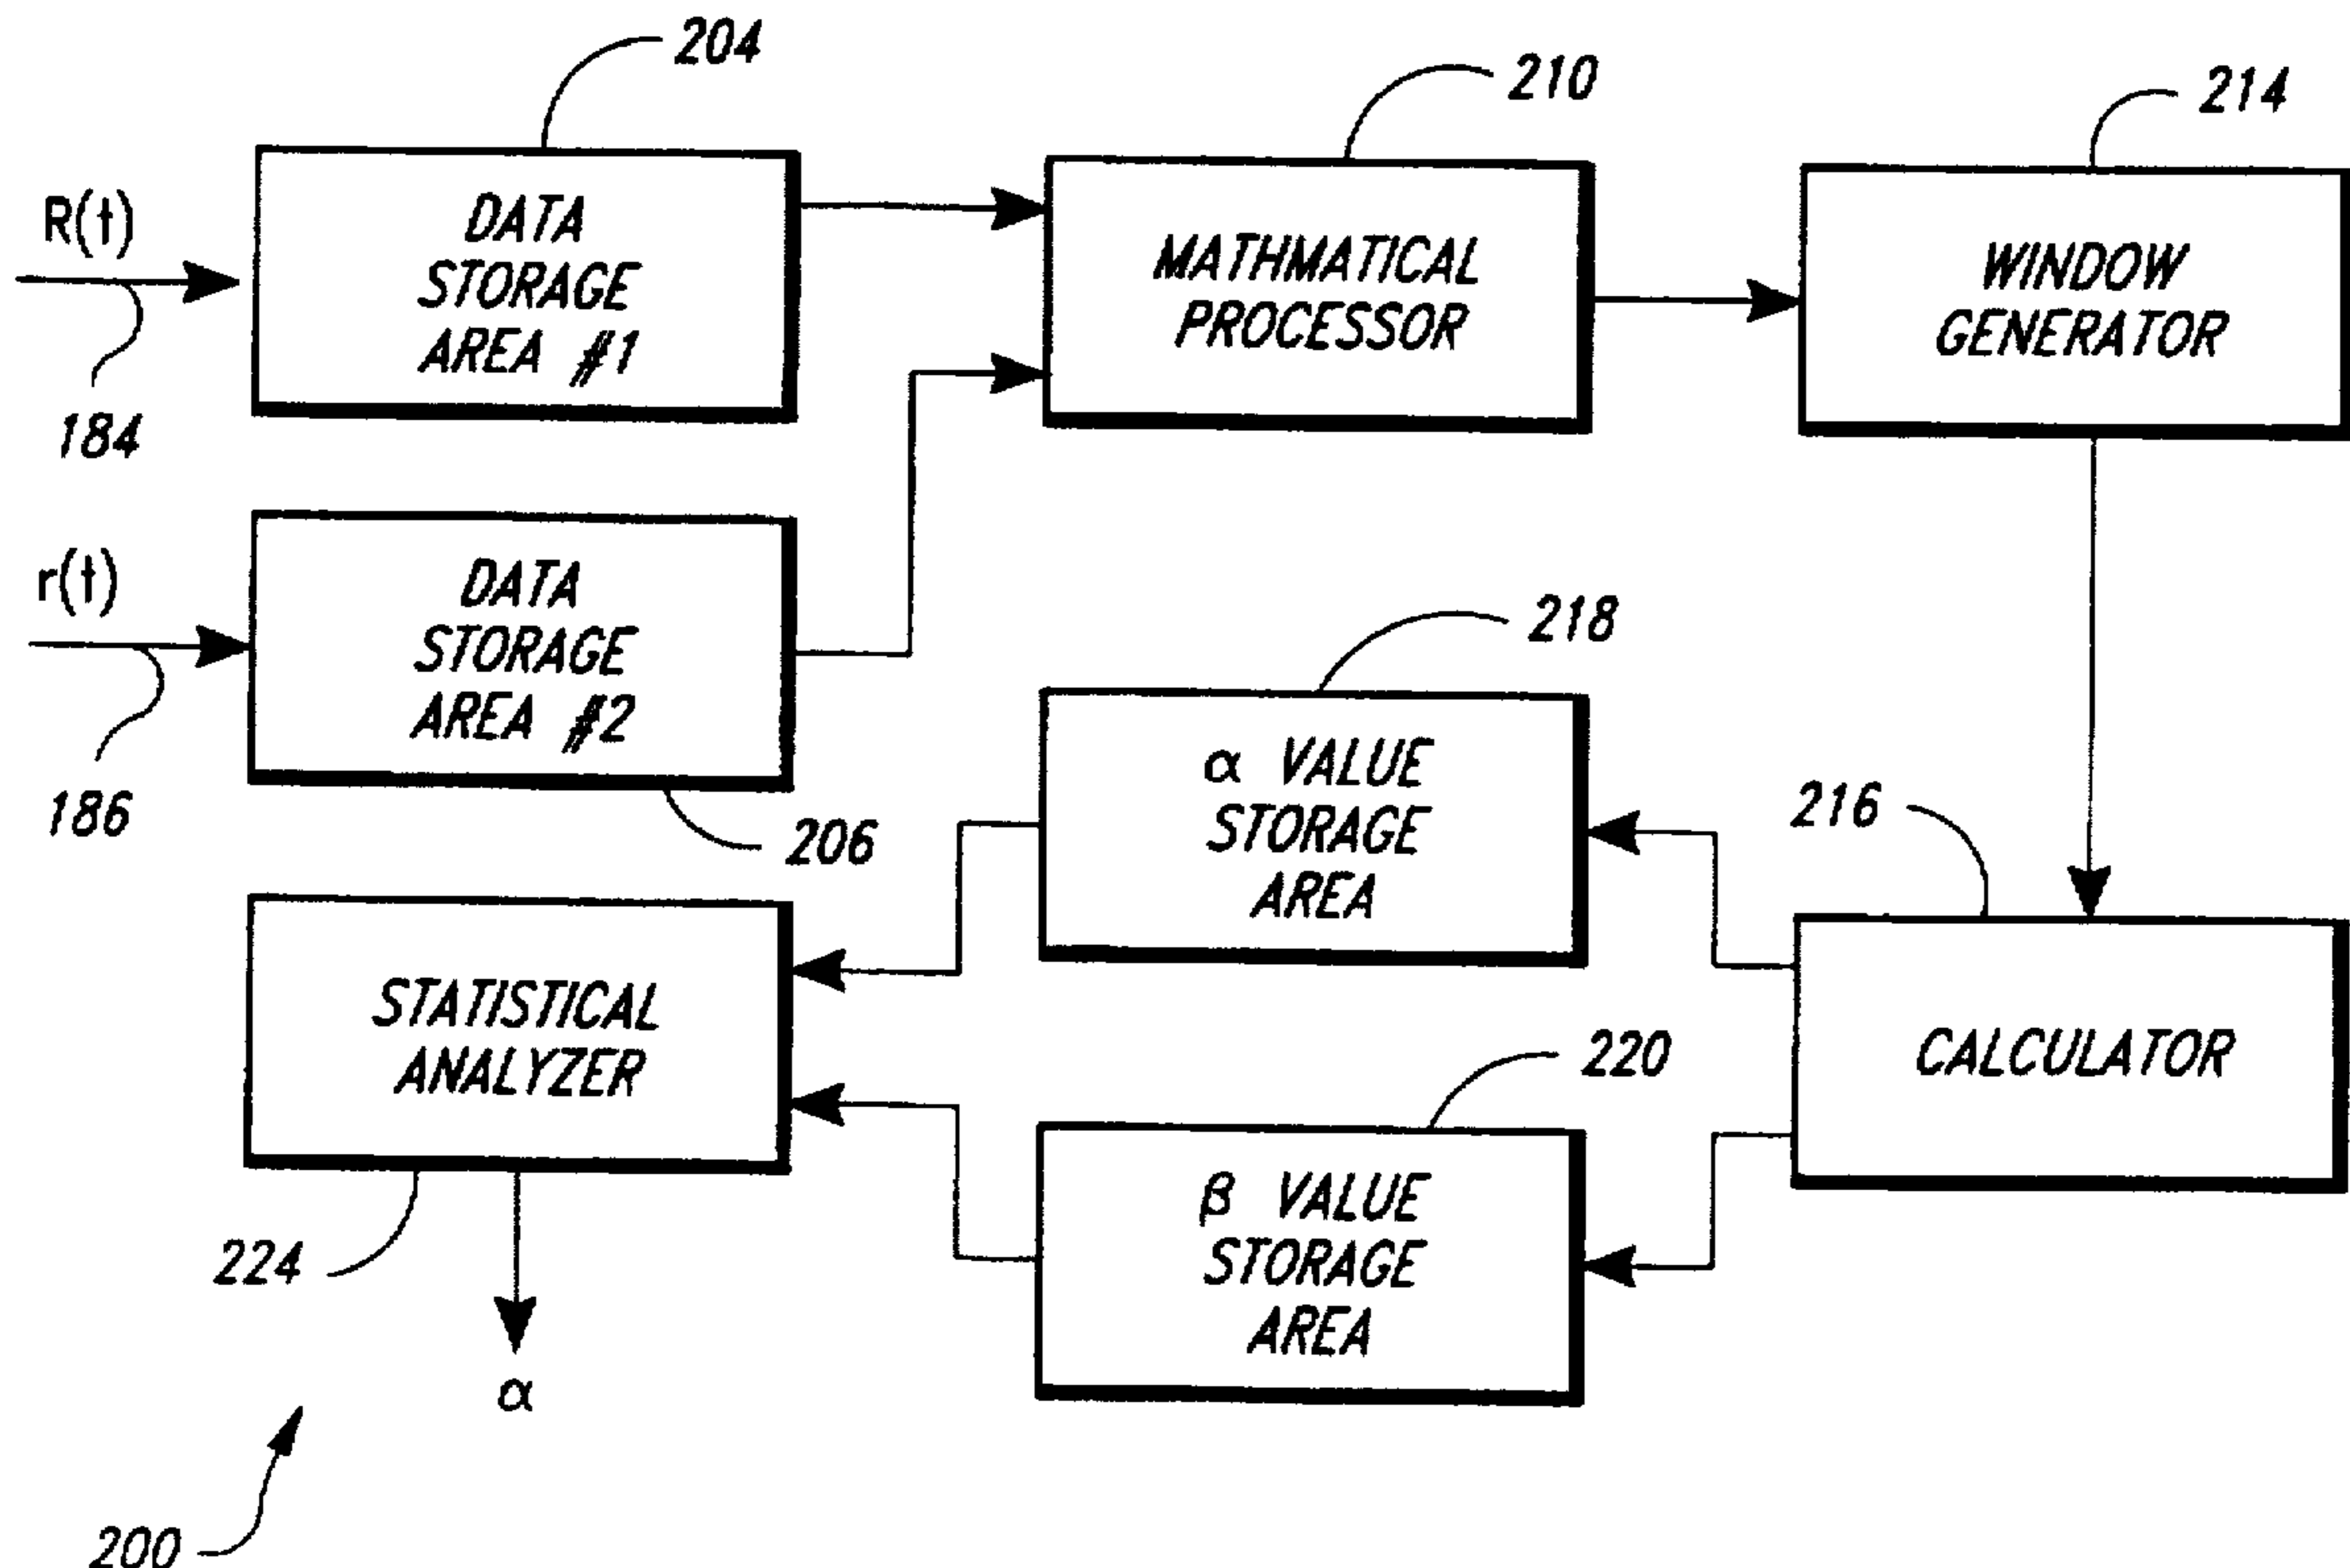 204
210
214
R(t)
184
DATA
STORAGE
AREA #1
MATHMATICAL
PROCESSOR
WINDOW
GENERATOR
r(t)
186
DATA
STORAGE
AREA #2
206
218
α VALUE
STORAGE
AREA
216
CALCULATOR
STATISTICAL
ANALYZER
224
α
220
β VALUE
STORAGE
AREA
200